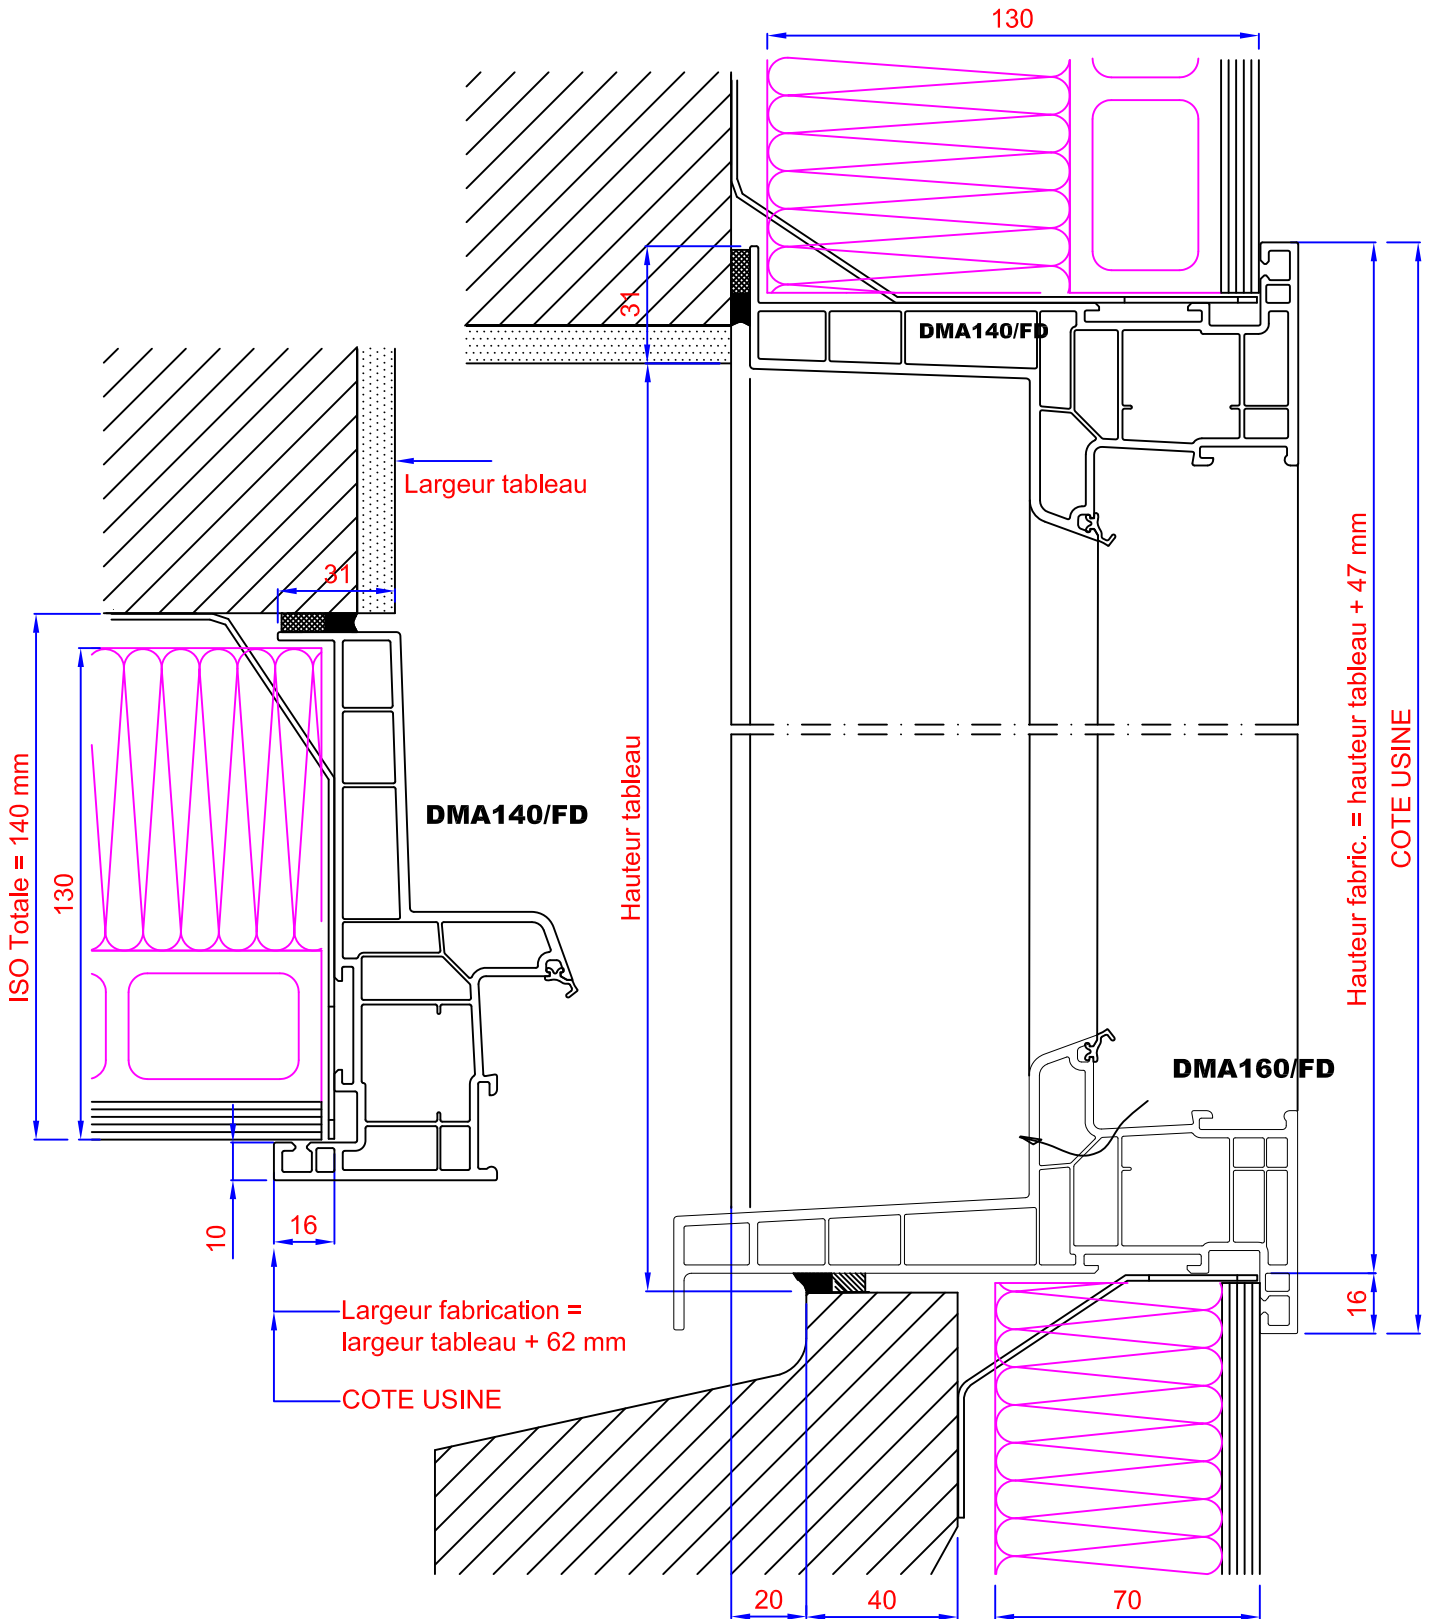 130
31
DMA140/FD
Largeur tableau
31
Hauteur fabric. = hauteur tableau + 47 mm
COTE USINE
Hauteur tableau
ISO Totale = 140 mm
130
DMA140/FD
DMA160/FD
10
16
16
Largeur fabrication =
largeur tableau + 62 mm
COTE USINE
20
40
70